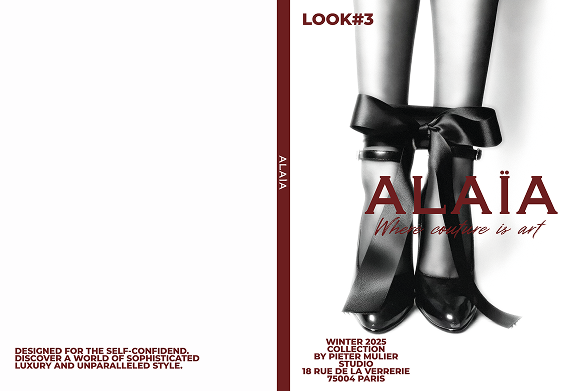 DESIGNED FOR THE SELF-CONFIDEND.
DISCOVER A WORLD OF SOPHISTICATED
LUXURY AND UNPARALLELED STYLE.
ALAÏA
LOOK#3
ALAÏA
Where couture is art
WINTER 2025
COLLECTION
BY PIETER MULIER
STUDIO
18 RUE DE LA VERRERIE
75004 PARIS